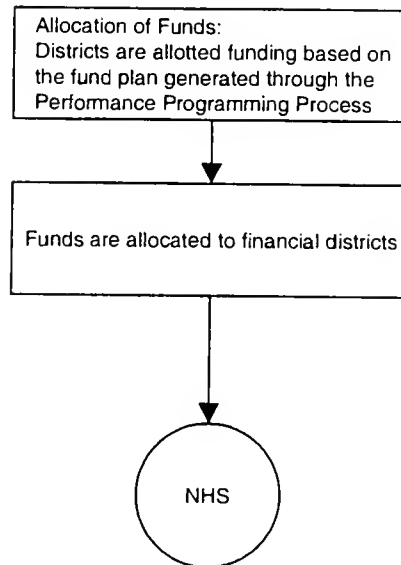 Allocation of Funds:
Districts are allotted funding based on
the fund plan generated through the
Performance Programming Process
Funds are allocated to financial districts
NHS